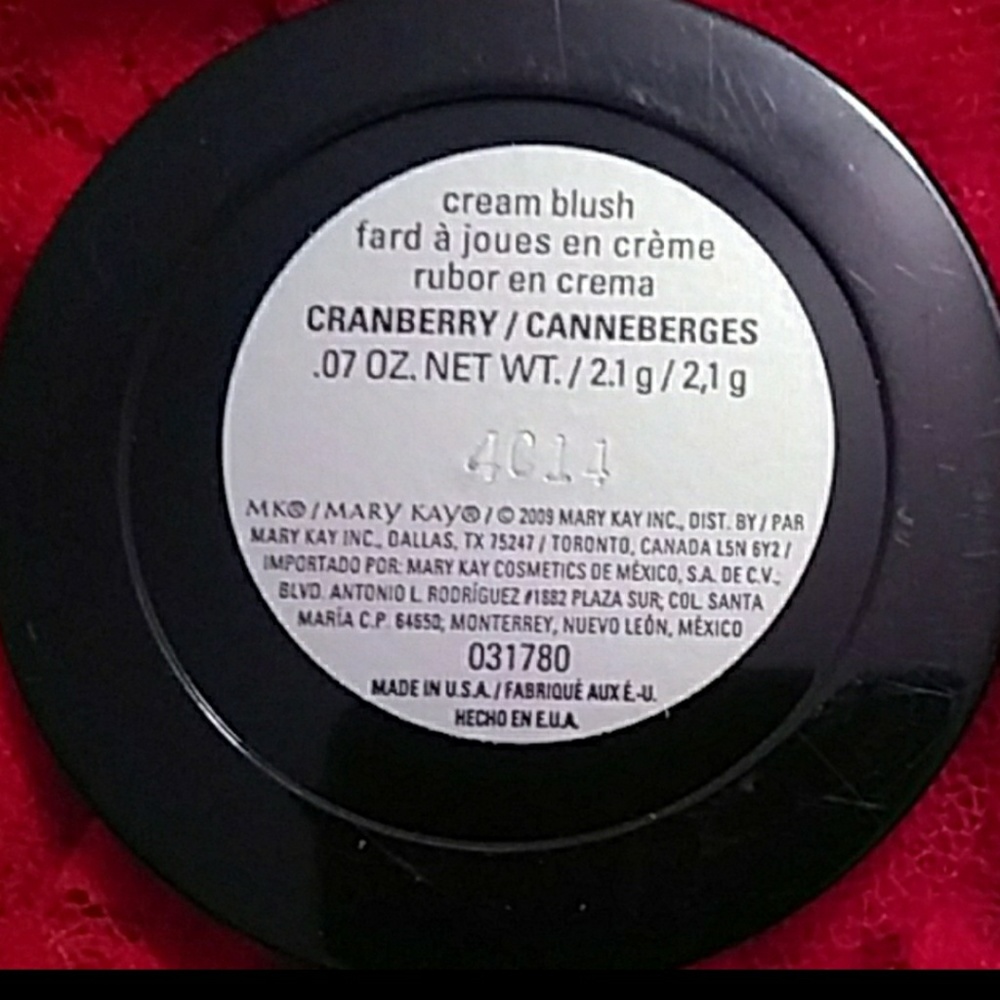 cream blush
fard à joues en crème
rubor en crema
CRANBERRY / CANNEBERGES
.07 OZ. NET WT. / 2.1 g / 2,1 g
4C14
MK® / MARY KAY® / © 2009 MARY KAY INC., DIST. BY / PAR
MARY KAY INC., DALLAS, TX 75247 / TORONTO, CANADA L5N 6Y2 /
IMPORTADO POR: MARY KAY COSMETICS DE MÉXICO, S.A. DE C.V.;
BLVD. ANTONIO L. RODRÍGUEZ #1882 PLAZA SUR; COL. SANTA
MARÍA C.P. 64650; MONTERREY, NUEVO LEÓN, MÉXICO
031780
MADE IN U.S.A. / FABRIQUÉ AUX É.-U.
HECHO EN E.U.A.